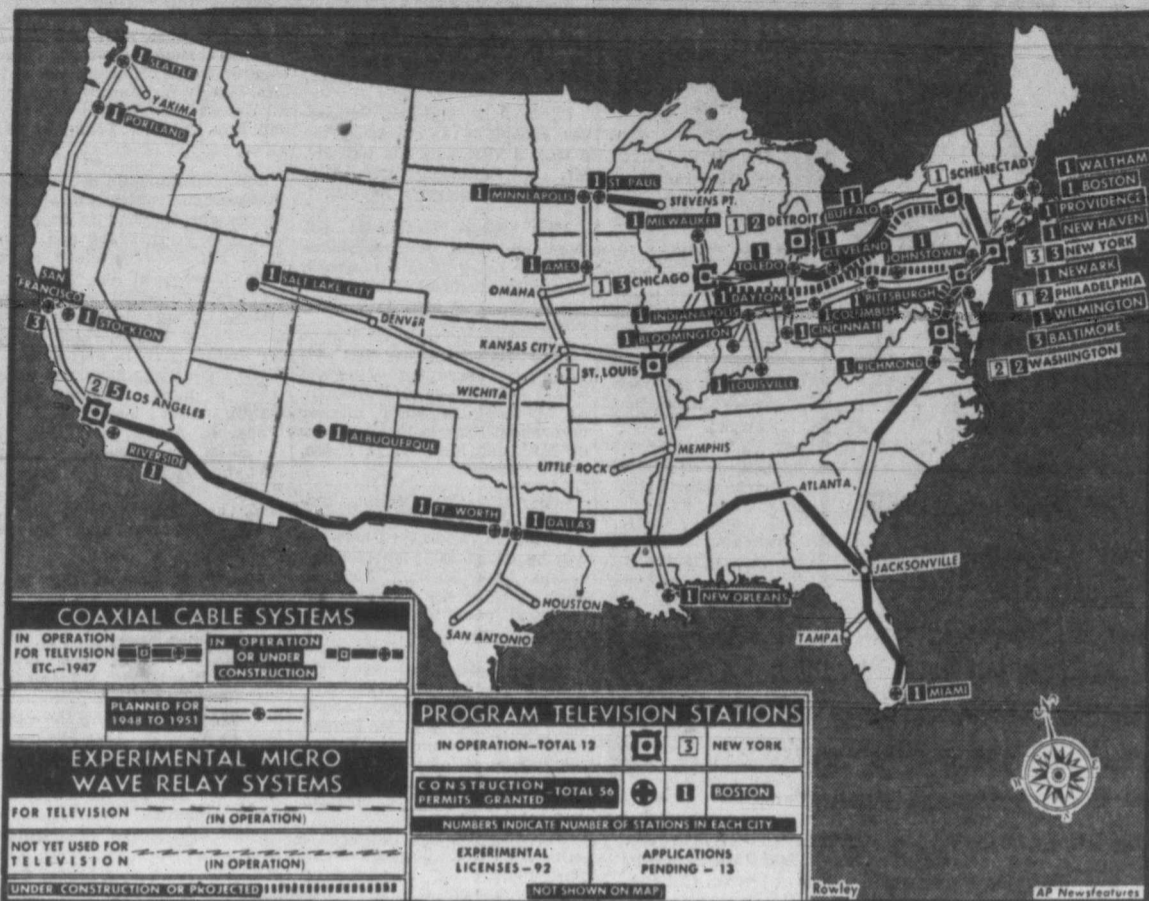 1 SEATTLE
YAKIMA
1 PORTLAND
1 MINNEAPOLIS
1 ST. PAUL
STEVENS PT.
1 MILWAUKEE
1 2 DETROIT
1 BUFFALO
1 SCHENECTADY
1 WALTHAM
1 BOSTON
1 PROVIDENCE
1 NEW HAVEN
3 3 NEW YORK
1 NEWARK
1 2 PHILADELPHIA
1 WILMINGTON
3 BALTIMORE
2 2 WASHINGTON
1
CLEVELAND
1
JOHNSTOWN
1
TOLEDO
1 AMES
OMAHA
1 3 CHICAGO
1 DAYTON
1 PITTSBURGH
1 COLUMBUS
1 INDIANAPOLIS
1 CINCINNATI
1 BLOOMINGTON
1 SALT LAKE CITY
SAN
FRANCISCO
3
1 STOCKTON
DENVER
KANSAS CITY
1 ST. LOUIS
1 LOUISVILLE
1 RICHMOND
WICHITA
2 5 LOS ANGELES
RIVERSIDE
1
1 ALBUQUERQUE
LITTLE ROCK
MEMPHIS
ATLANTA
1 FT. WORTH
1 DALLAS
JACKSONVILLE
HOUSTON
SAN ANTONIO
1 NEW ORLEANS
TAMPA
1 MIAMI
COAXIAL CABLE SYSTEMS
IN OPERATION
FOR TELEVISION
ETC.—1947
IN OPERATION
OR UNDER
CONSTRUCTION
PLANNED FOR
1948 TO 1951
EXPERIMENTAL MICRO
WAVE RELAY SYSTEMS
FOR TELEVISION
(IN OPERATION)
NOT YET USED FOR
TELEVISION
(IN OPERATION)
UNDER CONSTRUCTION OR PROJECTED
PROGRAM TELEVISION STATIONS
IN OPERATION—TOTAL 12
3 NEW YORK
CONSTRUCTION
PERMITS GRANTED—TOTAL 56
1 BOSTON
NUMBERS INDICATE NUMBER OF STATIONS IN EACH CITY
EXPERIMENTAL
LICENSES—92
APPLICATIONS
PENDING — 13
NOT SHOWN ON MAP
Rowley
AP Newsfeatures